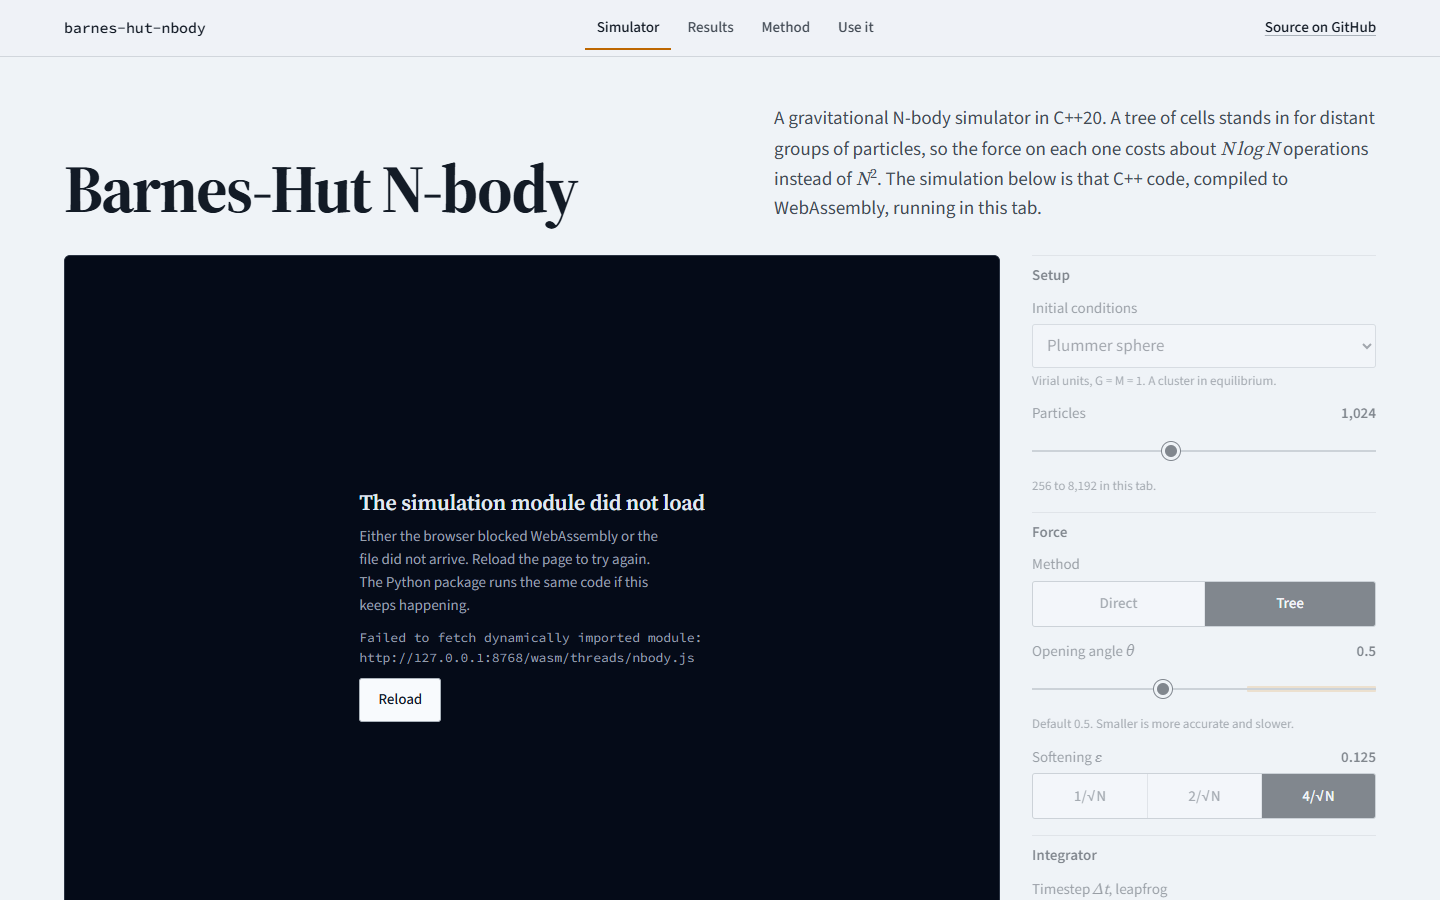 barnes-hut-nbody
Simulator
Results
Method
Use it
Source on GitHub
Barnes-Hut N-body
A gravitational N-body simulator in C++20. A tree of cells stands in for distant
groups of particles, so the force on each one costs about N log N operations
instead of N². The simulation below is that C++ code, compiled to
WebAssembly, running in this tab.
The simulation module did not load
Either the browser blocked WebAssembly or the
file did not arrive. Reload the page to try again.
The Python package runs the same code if this
keeps happening.
Failed to fetch dynamically imported module:
http://127.0.0.1:8768/wasm/threads/nbody.js
Reload
Setup
Initial conditions
Plummer sphere
Virial units, G = M = 1. A cluster in equilibrium.
Particles 1,024
256 to 8,192 in this tab.
Force
Method
Direct
Tree
Opening angle θ 0.5
Default 0.5. Smaller is more accurate and slower.
Softening ε 0.125
1/√N
2/√N
4/√N
Integrator
Timestep Δt, leapfrog